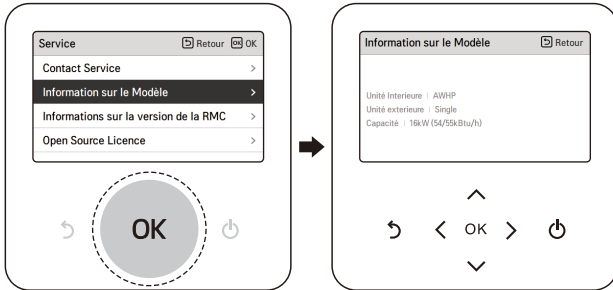 Service Retour OK OK
Contact Service
Information sur le Modèle
Informations sur la version de la RMC
Open Source Licence
OK
Information sur le Modèle Retour
Unité Interieure AWHP
Unité exterieure Single
Capacité 16kW (54/55kBtu/h)
OK